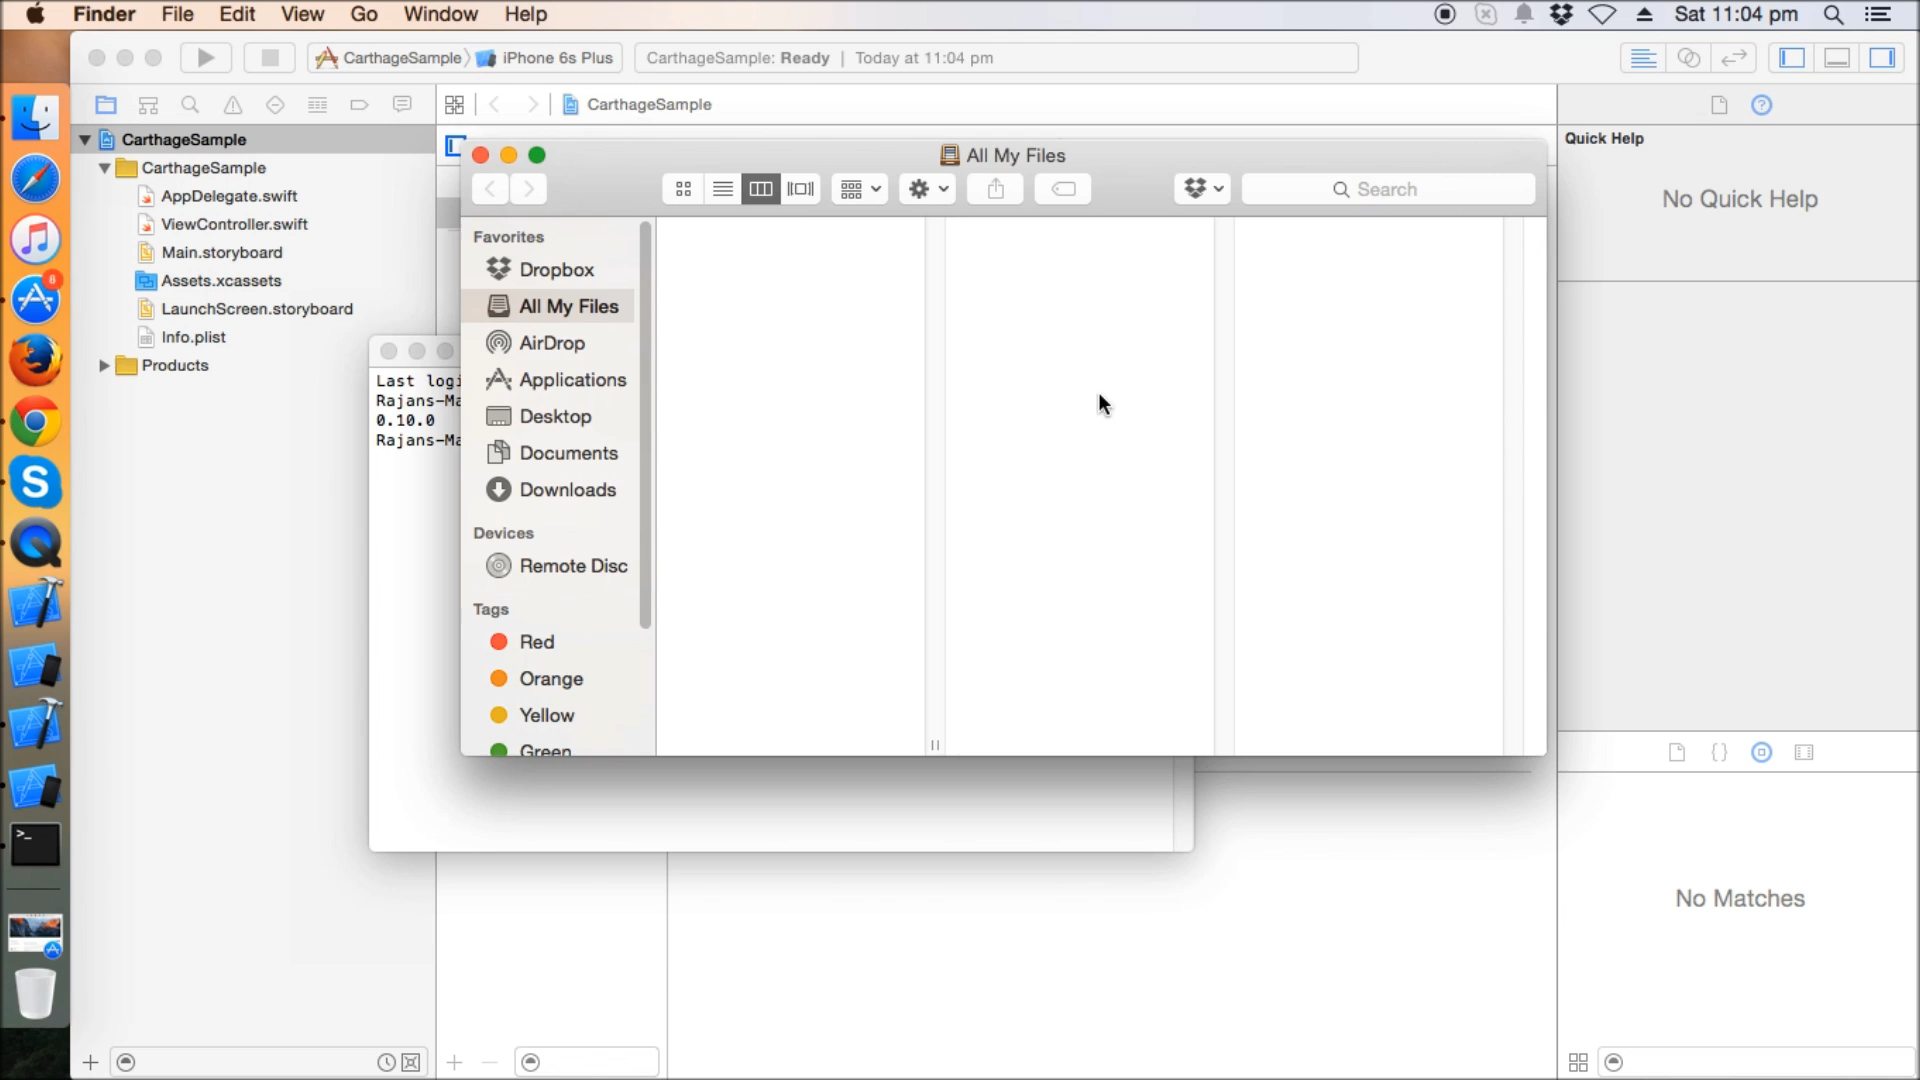 Finder File Edit View Go Window Help Sat 11:04 pm
CarthageSample iPhone 6s Plus CarthageSample: Ready | Today at 11:04 pm
CarthageSample
CarthageSample
CarthageSample
AppDelegate.swift
ViewController.swift
Main.storyboard
Assets.xcassets
LaunchScreen.storyboard
Info.plist
Products
Last logi
Rajans-Ma
0.10.0
Rajans-Ma
All My Files
Search
Favorites
Dropbox
All My Files
AirDrop
Applications
Desktop
Documents
Downloads
Devices
Remote Disc
Tags
Red
Orange
Yellow
Green
Quick Help
No Quick Help
No Matches
8